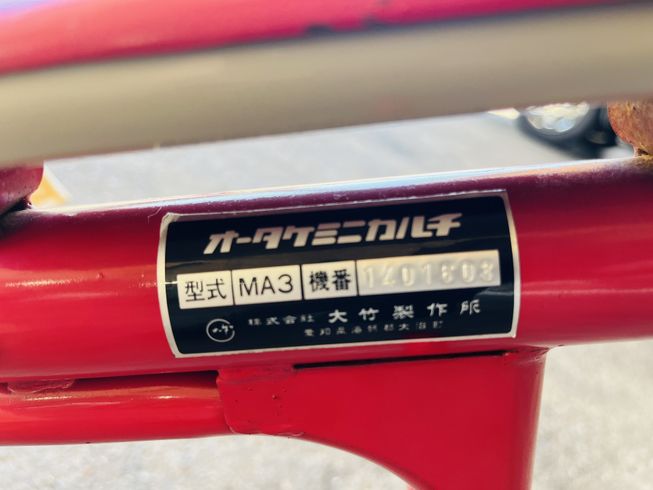 オータケミニカルチ
型式 MA3 機番 1401608
株式会社 大竹製作所
愛知県海部郡大治町